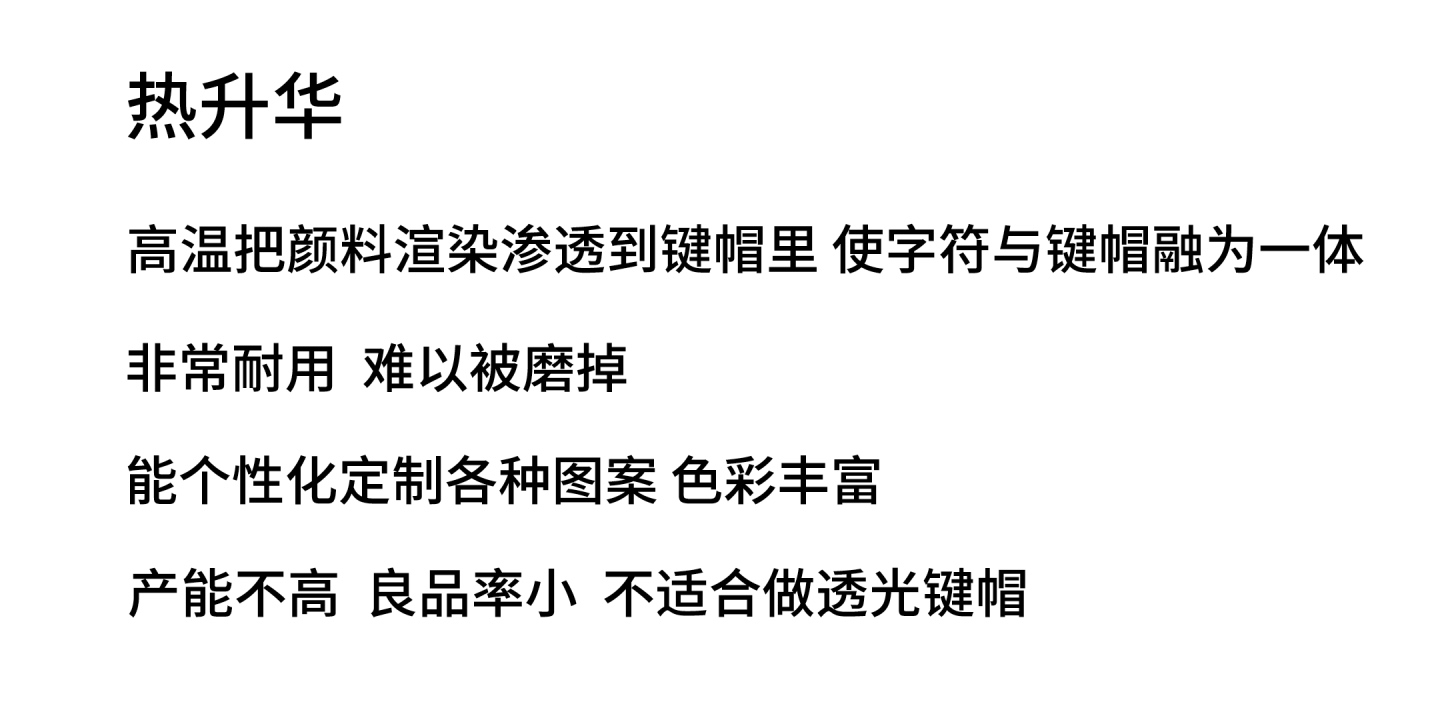 热升华
高温把颜料渲染渗透到键帽里 使字符与键帽融为一体
非常耐用 难以被磨掉
能个性化定制各种图案 色彩丰富
产能不高 良品率小 不适合做透光键帽